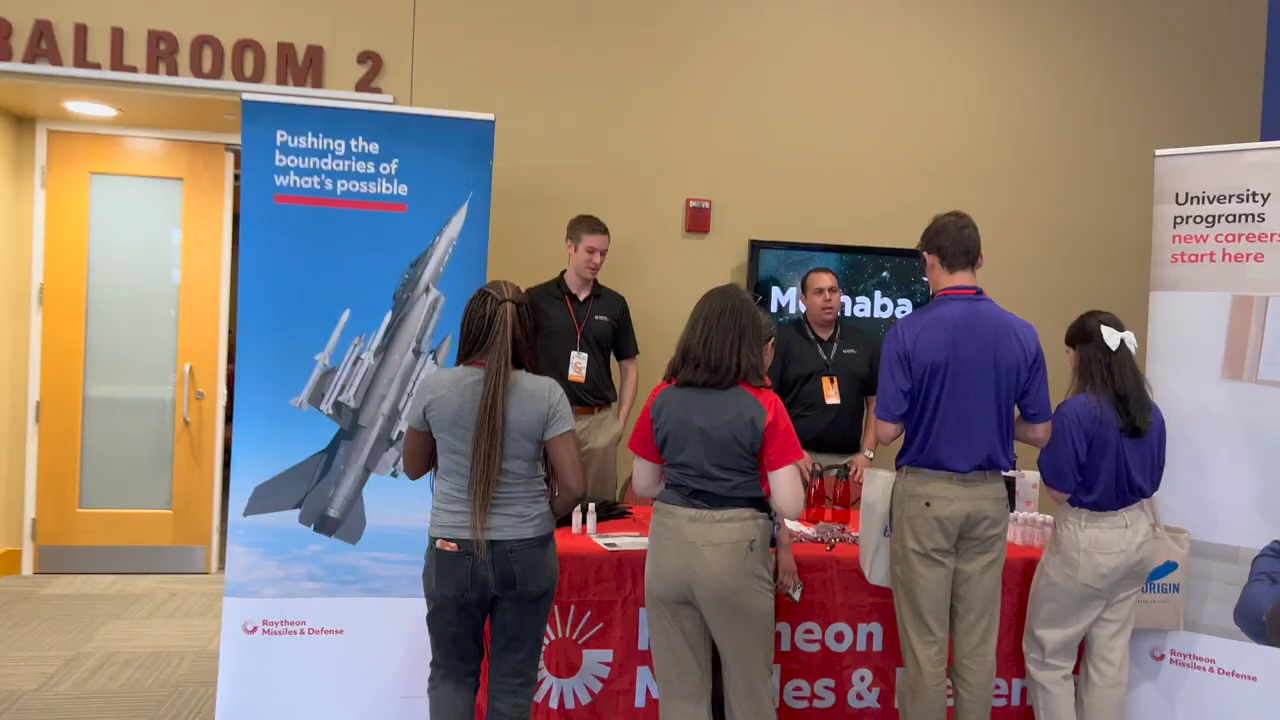 BALLROOM 2
Pushing the
boundaries of
what's possible
University
programs
new careers
start here
Raytheon
Missiles & Defense
ORIGIN
Raytheon
Missiles & Defense